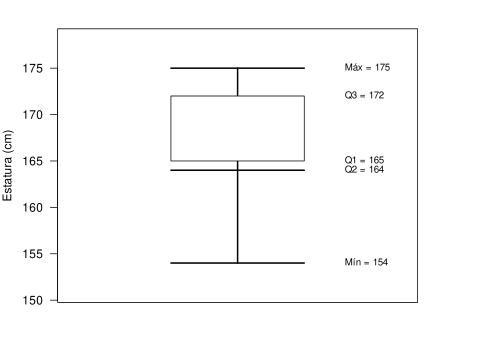 Estatura (cm)
175
170
165
160
155
150
Máx = 175
Q3 = 172
Q1 = 165
Q2 = 164
Mín = 154